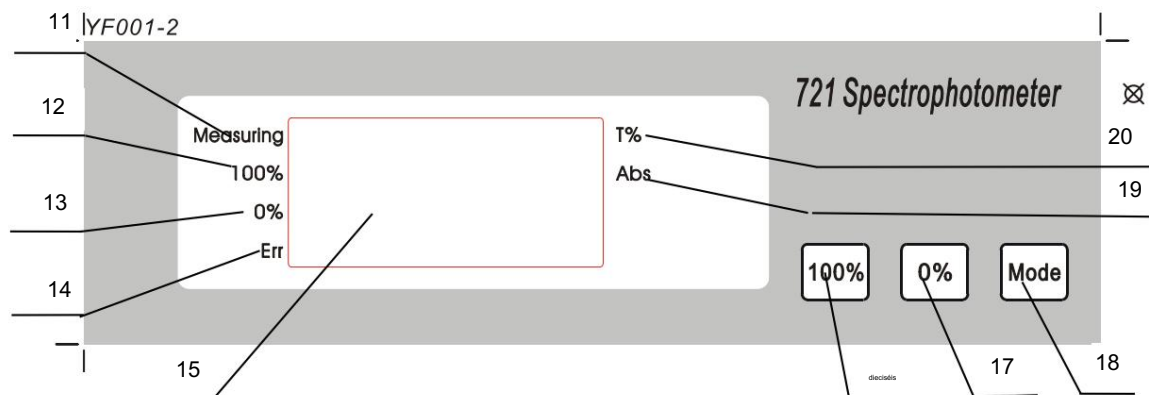 11 YF001-2
721 Spectrophotometer
12
Measuring
T%
20
100%
Abs
19
13
0%
Err
14
100% 0% Mode
15
dieciséis
17
18